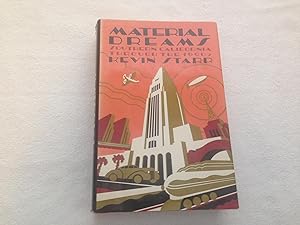 MATERIAL
DREAMS
SOUTHERN CALIFORNIA
THROUGH THE 1920S
KEVIN STARR